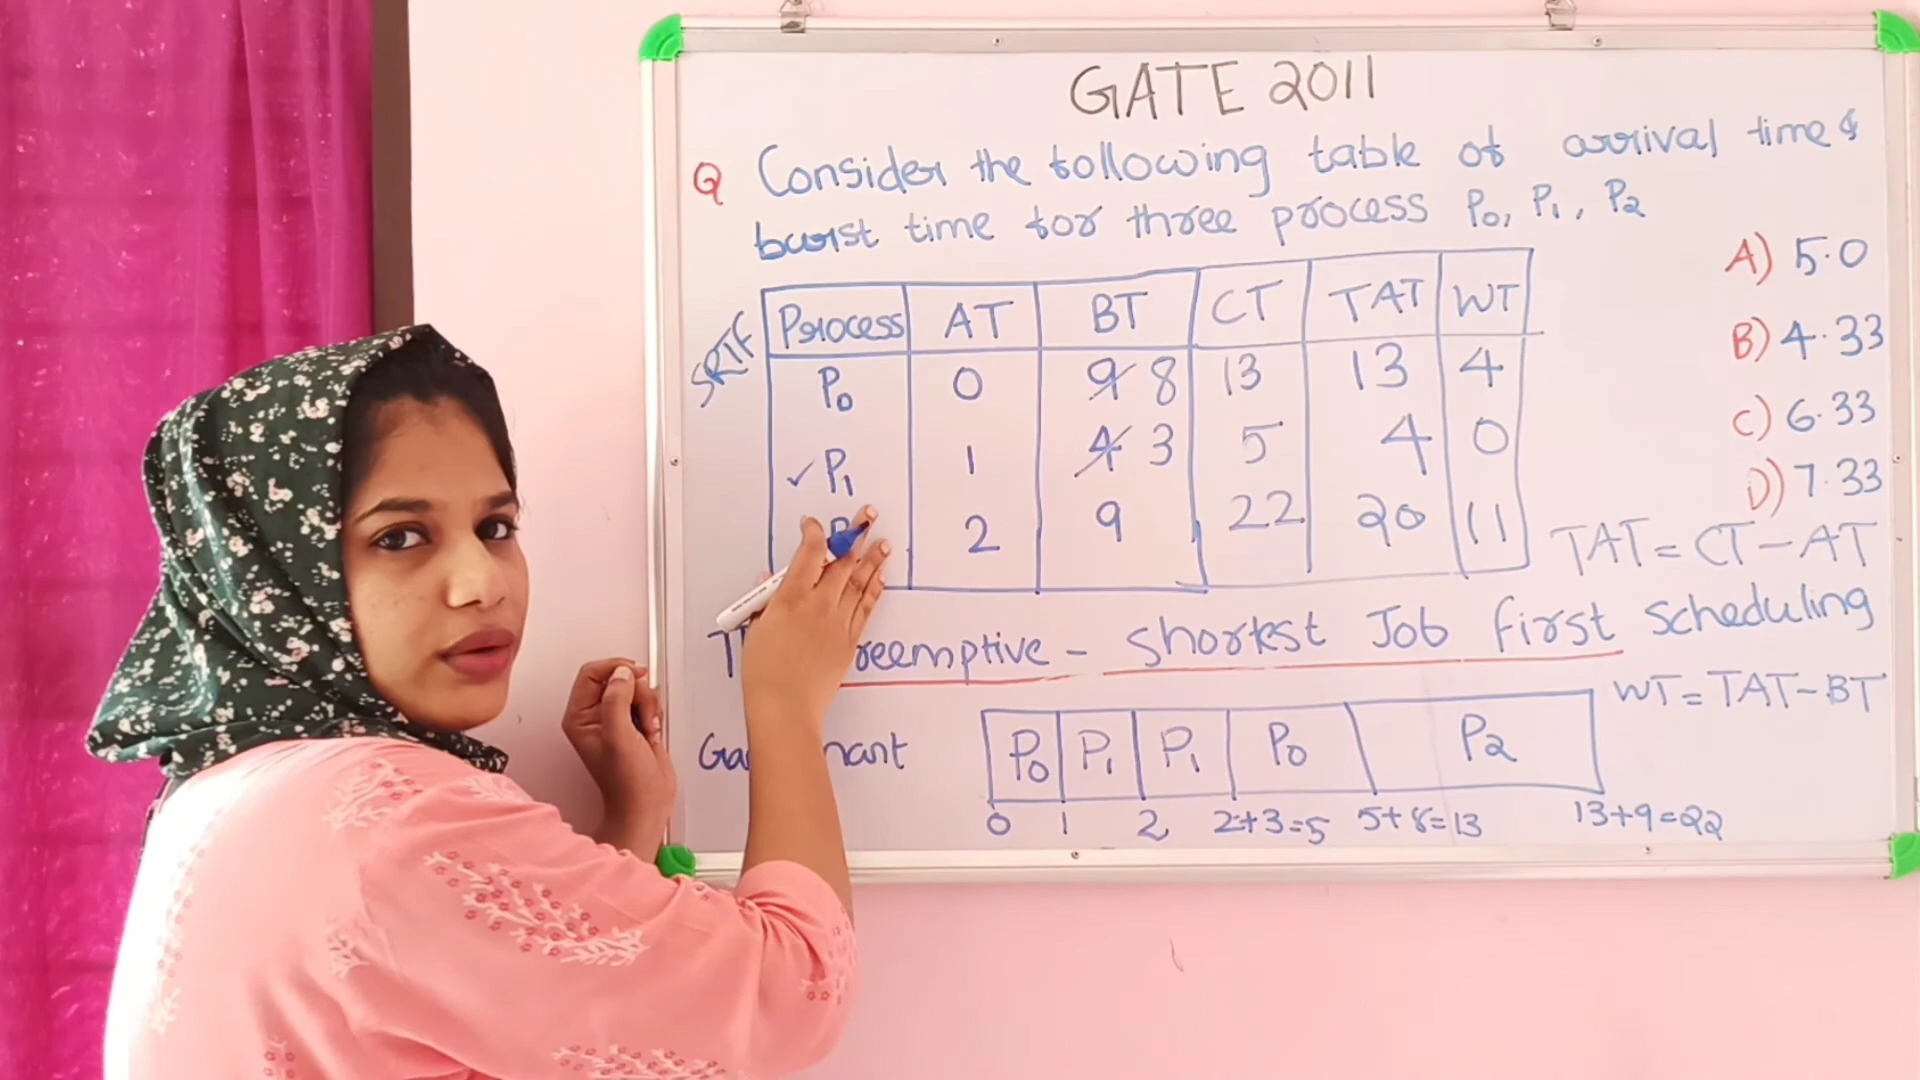 GATE 2011
Q Consider the following table of arrival time &
burst time for three process P0, P1, P2
A) 5.0
B) 4.33
C) 6.33
D) 7.33
SRTF
Process AT BT CT TAT WT
P0 0 9 8 13 13 4
✓ P1 1 4 3 5 4 0
2 9 22 20 11
TAT = CT - AT
reemptive - Shortest Job First Scheduling
WT = TAT - BT
P0 P1 P1 P0 P2
0 1 2 2+3=5 5+8=13 13+9=22